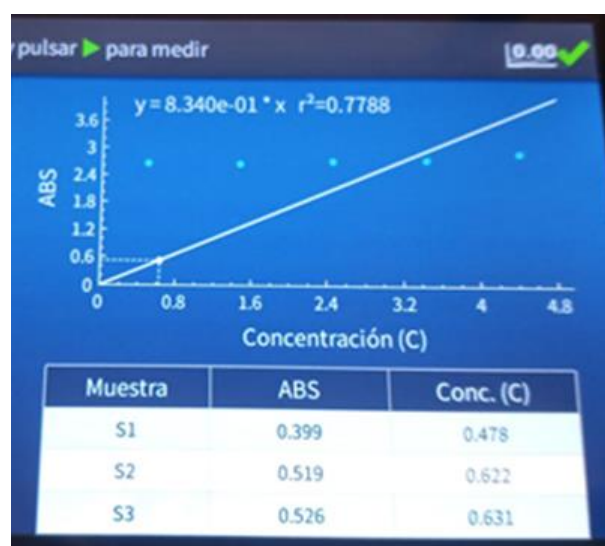 pulsar para medir 0.00
y=8.340e-01*x r²=0.7788
3.6
3
2.4
1.8
1.2
0.6
0
ABS
0 0.8 1.6 2.4 3.2 4 4.8
Concentración (C)
Muestra ABS Conc. (C)
S1 0.399 0.478
S2 0.519 0.622
S3 0.526 0.631